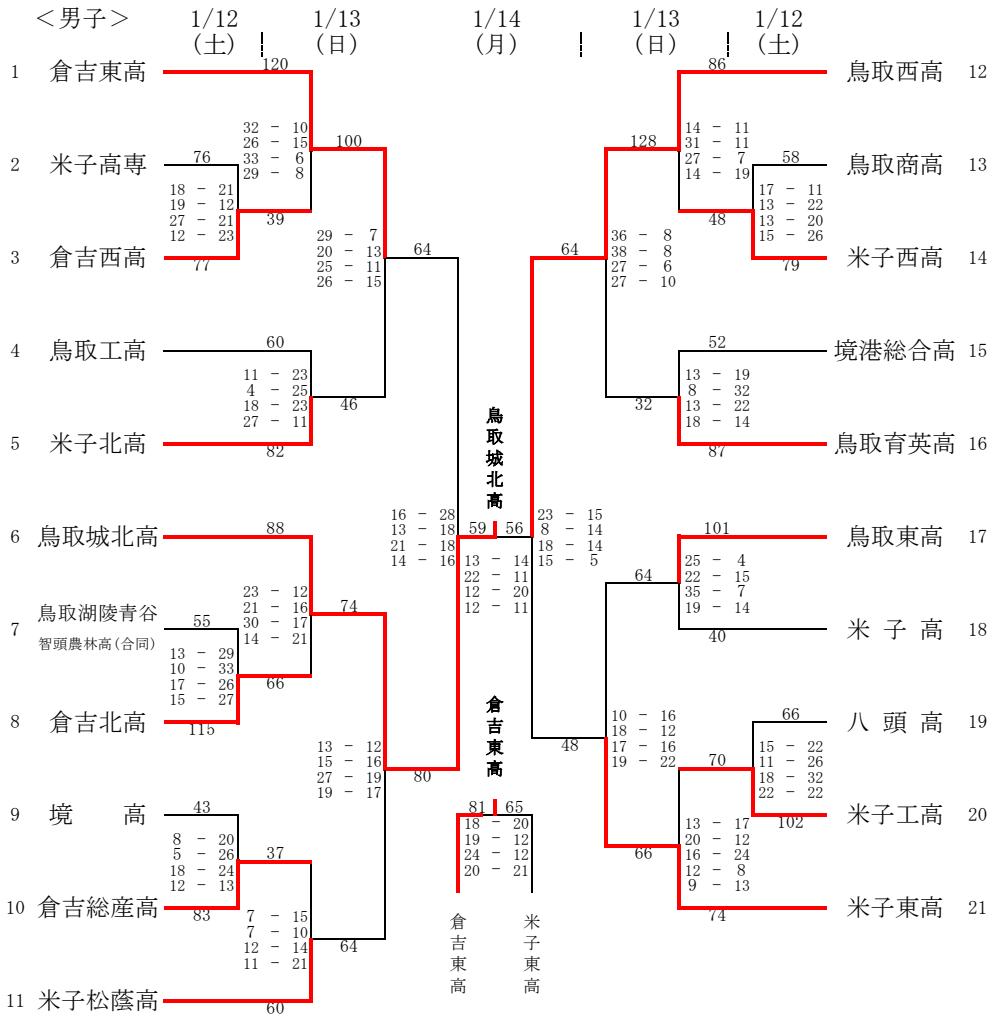 ＜男子＞
1/12
(土)
1/13
(日)
1/14
(月)
1/13
(日)
1/12
(土)
1 倉吉東高
2 米子高専
3 倉吉西高
4 鳥取工高
5 米子北高
6 鳥取城北高
7 鳥取湖陵青谷
智頭農林高(合同)
8 倉吉北高
9 境 高
10 倉吉総産高
11 米子松蔭高
120
32 - 10
26 - 15
33 - 6
29 - 8
39
76
18 - 21
19 - 12
27 - 21
12 - 23
77
100
29 - 7
20 - 13
25 - 11
26 - 15
46
60
11 - 23
4 - 25
18 - 23
27 - 11
82
64
16 - 28
13 - 18
21 - 18
14 - 16
80
88
23 - 12
21 - 16
30 - 17
14 - 21
66
55
13 - 29
10 - 33
17 - 26
15 - 27
115
74
13 - 12
15 - 16
27 - 19
19 - 17
64
43
8 - 20
5 - 26
18 - 24
12 - 13
83
37
7 - 15
7 - 10
12 - 14
11 - 21
60
鳥取城北高
59 56
13 - 14
22 - 11
12 - 20
12 - 11
倉吉東高
81 65
18 - 20
19 - 12
24 - 12
20 - 21
倉吉東高
米子東高
64
23 - 15
8 - 14
18 - 14
15 - 5
48
128
36 - 8
38 - 8
27 - 6
27 - 10
32
86
14 - 11
31 - 11
27 - 7
14 - 19
48
58
17 - 11
13 - 22
13 - 20
15 - 26
79
52
13 - 19
8 - 32
13 - 22
18 - 14
87
64
10 - 16
18 - 12
17 - 16
19 - 22
66
101
25 - 4
22 - 15
35 - 7
19 - 14
40
70
13 - 17
20 - 12
16 - 24
12 - 8
9 - 13
74
66
15 - 22
11 - 26
18 - 32
22 - 22
102
鳥取西高 12
鳥取商高 13
米子西高 14
境港総合高 15
鳥取育英高 16
鳥取東高 17
米 子 高 18
八 頭 高 19
米子工高 20
米子東高 21